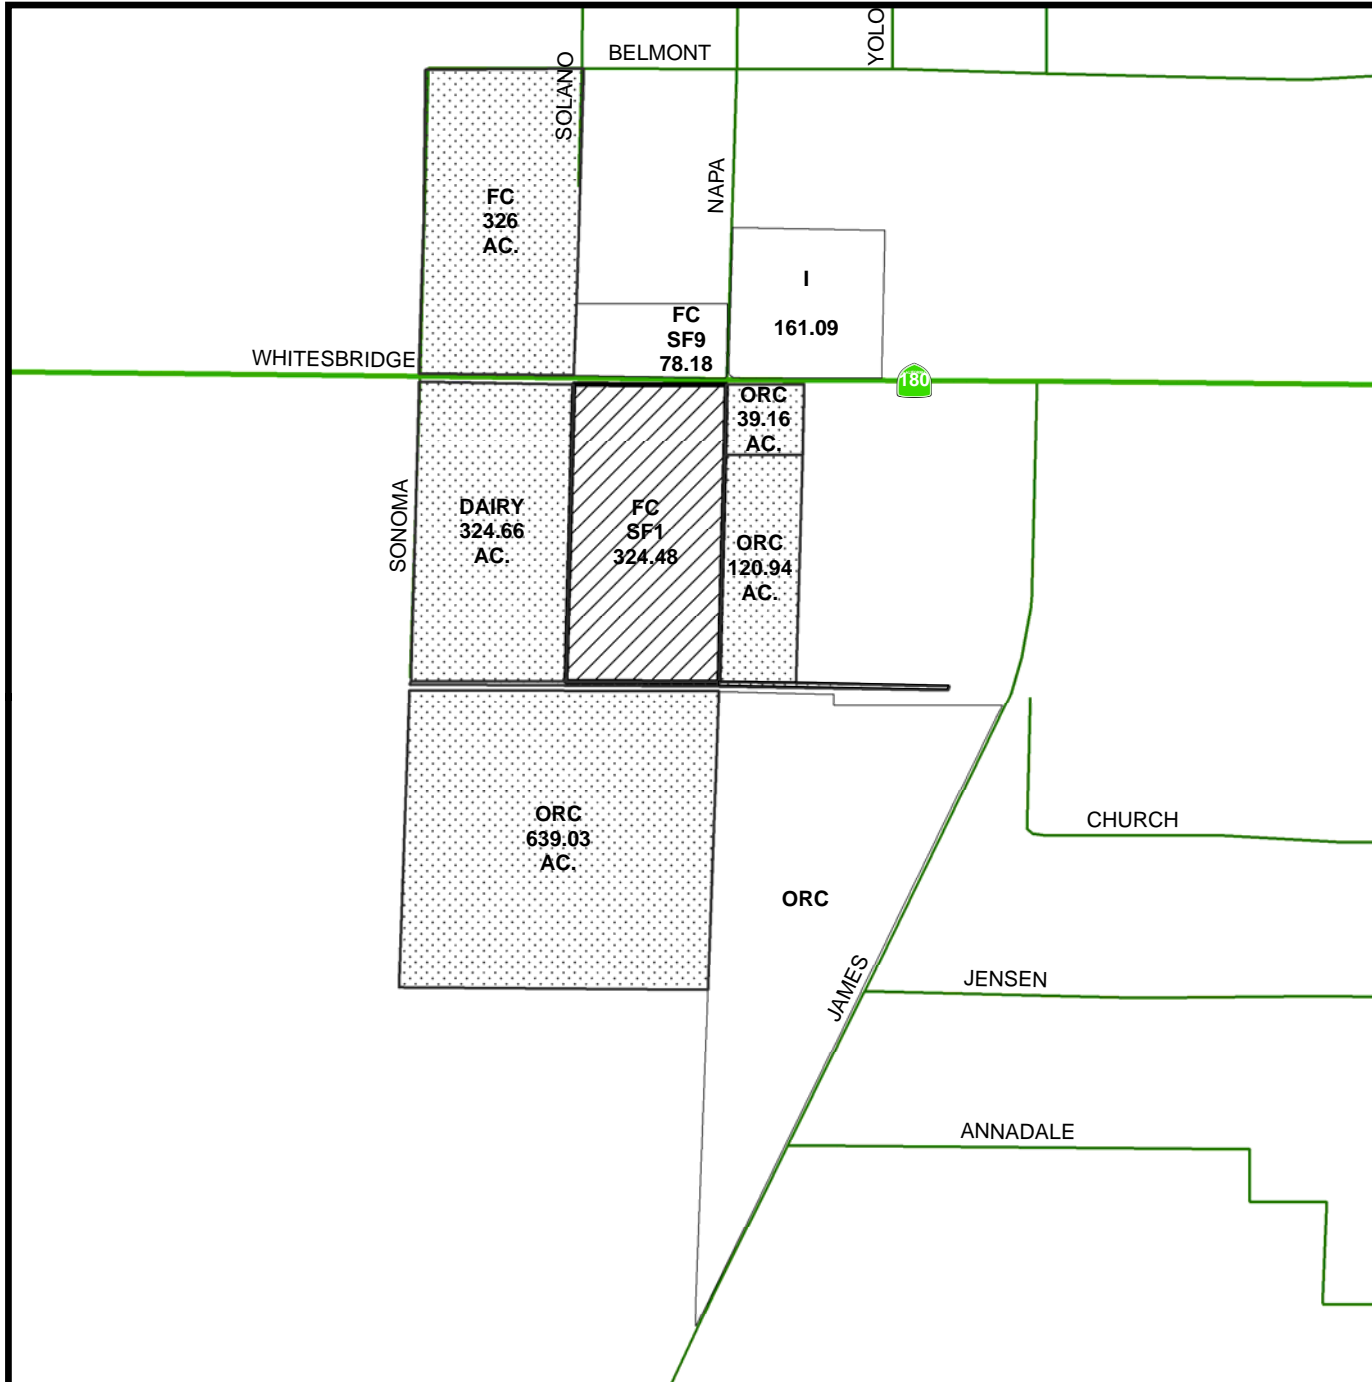 YOLO
BELMONT
SOLANO
NAPA
FC
326
AC.
I
161.09
FC
SF9
78.18
WHITESBRIDGE
180
ORC
39.16
AC.
SONOMA
DAIRY
324.66
AC.
FC
SF1
324.48
ORC
120.94
AC.
ORC
639.03
AC.
CHURCH
ORC
JAMES
JENSEN
ANNADALE